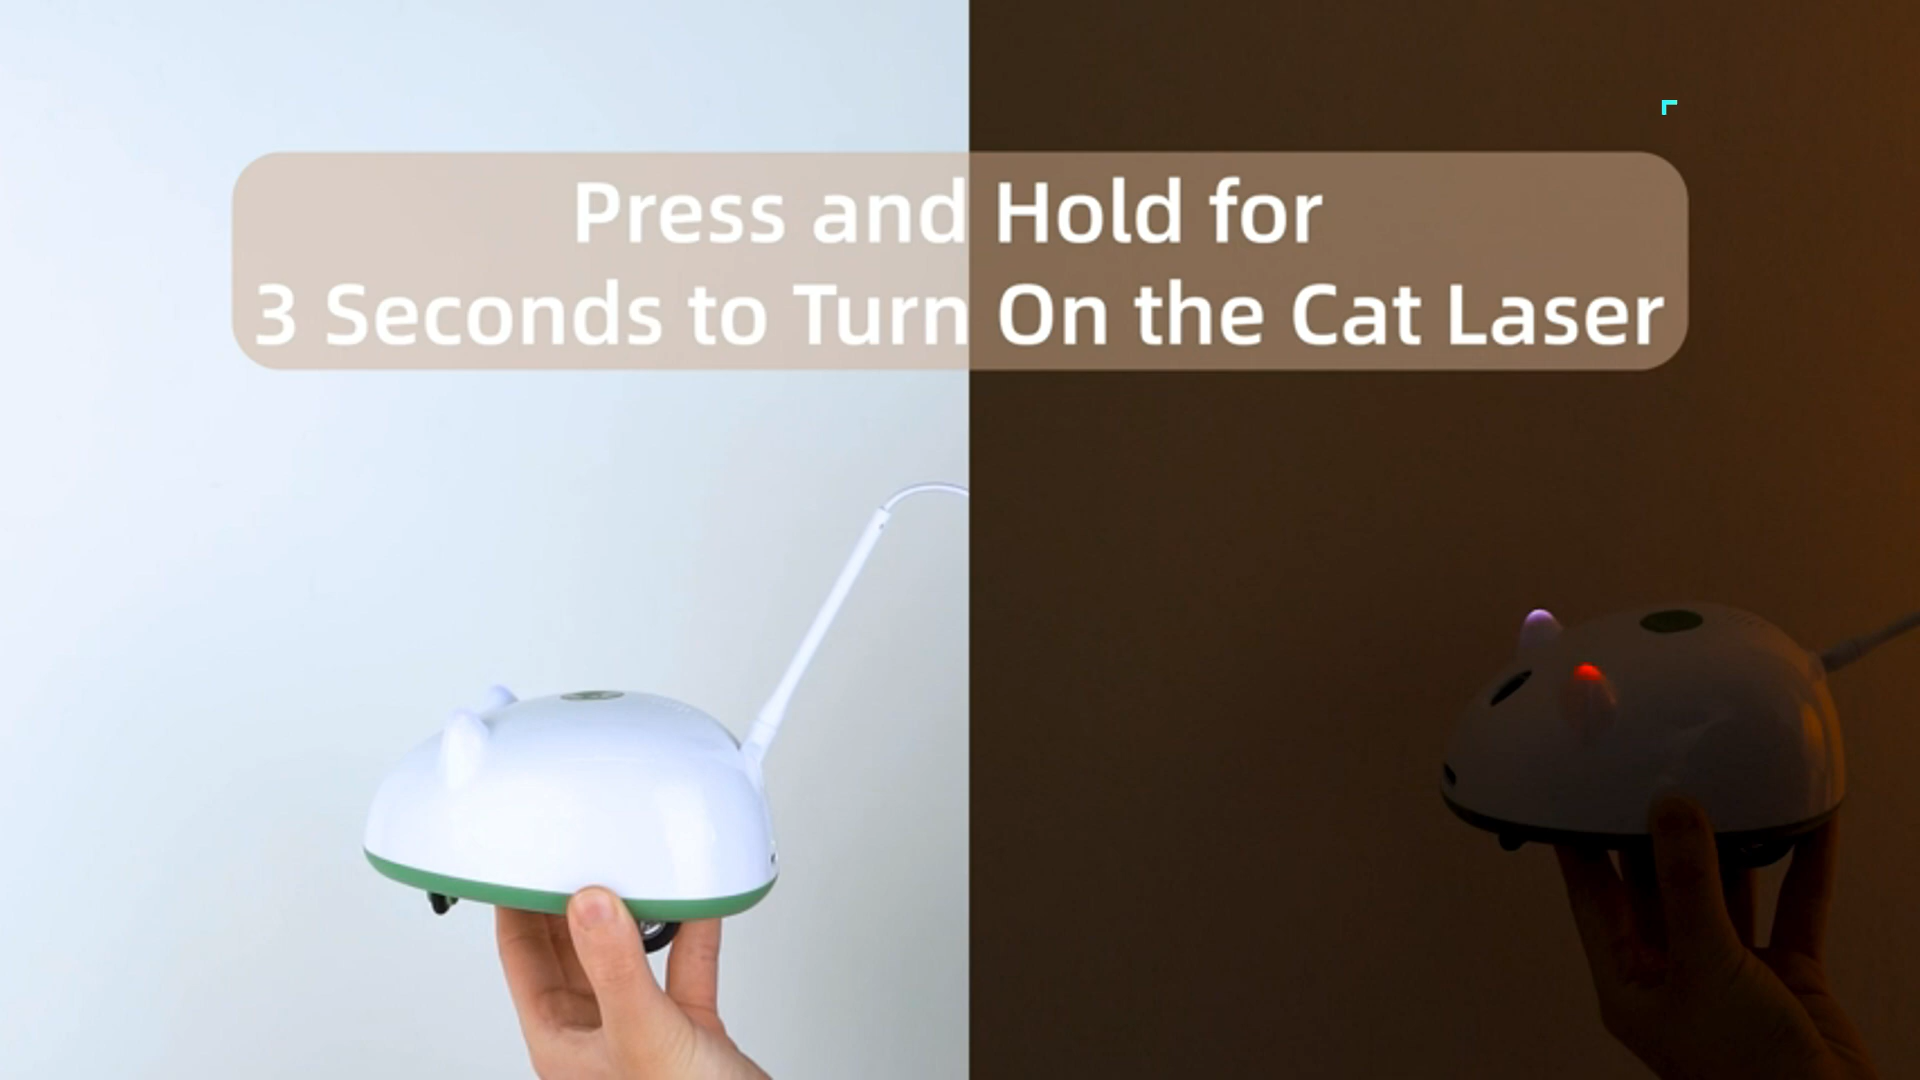 Press and Hold for
3 Seconds to Turn On the Cat Laser